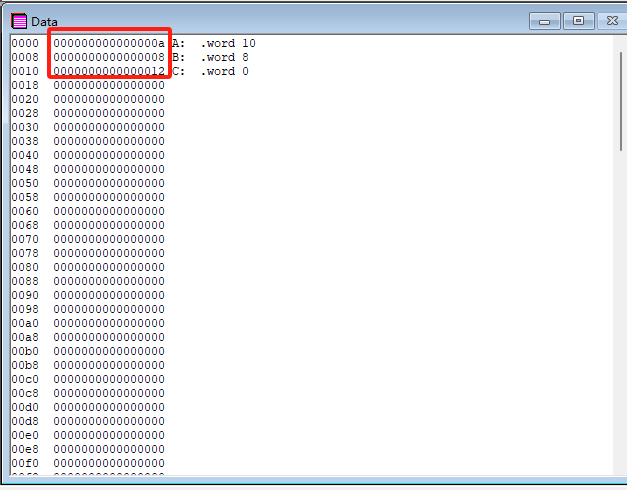 Data
0000 000000000000000a A: .word 10
0008 0000000000000008 B: .word 8
0010 0000000000000012 C: .word 0
0018 0000000000000000
0020 0000000000000000
0028 0000000000000000
0030 0000000000000000
0038 0000000000000000
0040 0000000000000000
0048 0000000000000000
0050 0000000000000000
0058 0000000000000000
0060 0000000000000000
0068 0000000000000000
0070 0000000000000000
0078 0000000000000000
0080 0000000000000000
0088 0000000000000000
0090 0000000000000000
0098 0000000000000000
00a0 0000000000000000
00a8 0000000000000000
00b0 0000000000000000
00b8 0000000000000000
00c0 0000000000000000
00c8 0000000000000000
00d0 0000000000000000
00d8 0000000000000000
00e0 0000000000000000
00e8 0000000000000000
00f0 0000000000000000